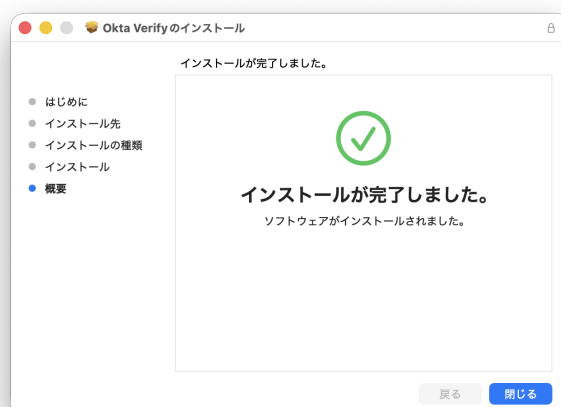 Okta Verifyのインストール
インストールが完了しました。
はじめに
インストール先
インストールの種類
インストール
概要
インストールが完了しました。
ソフトウェアがインストールされました。
戻る
閉じる